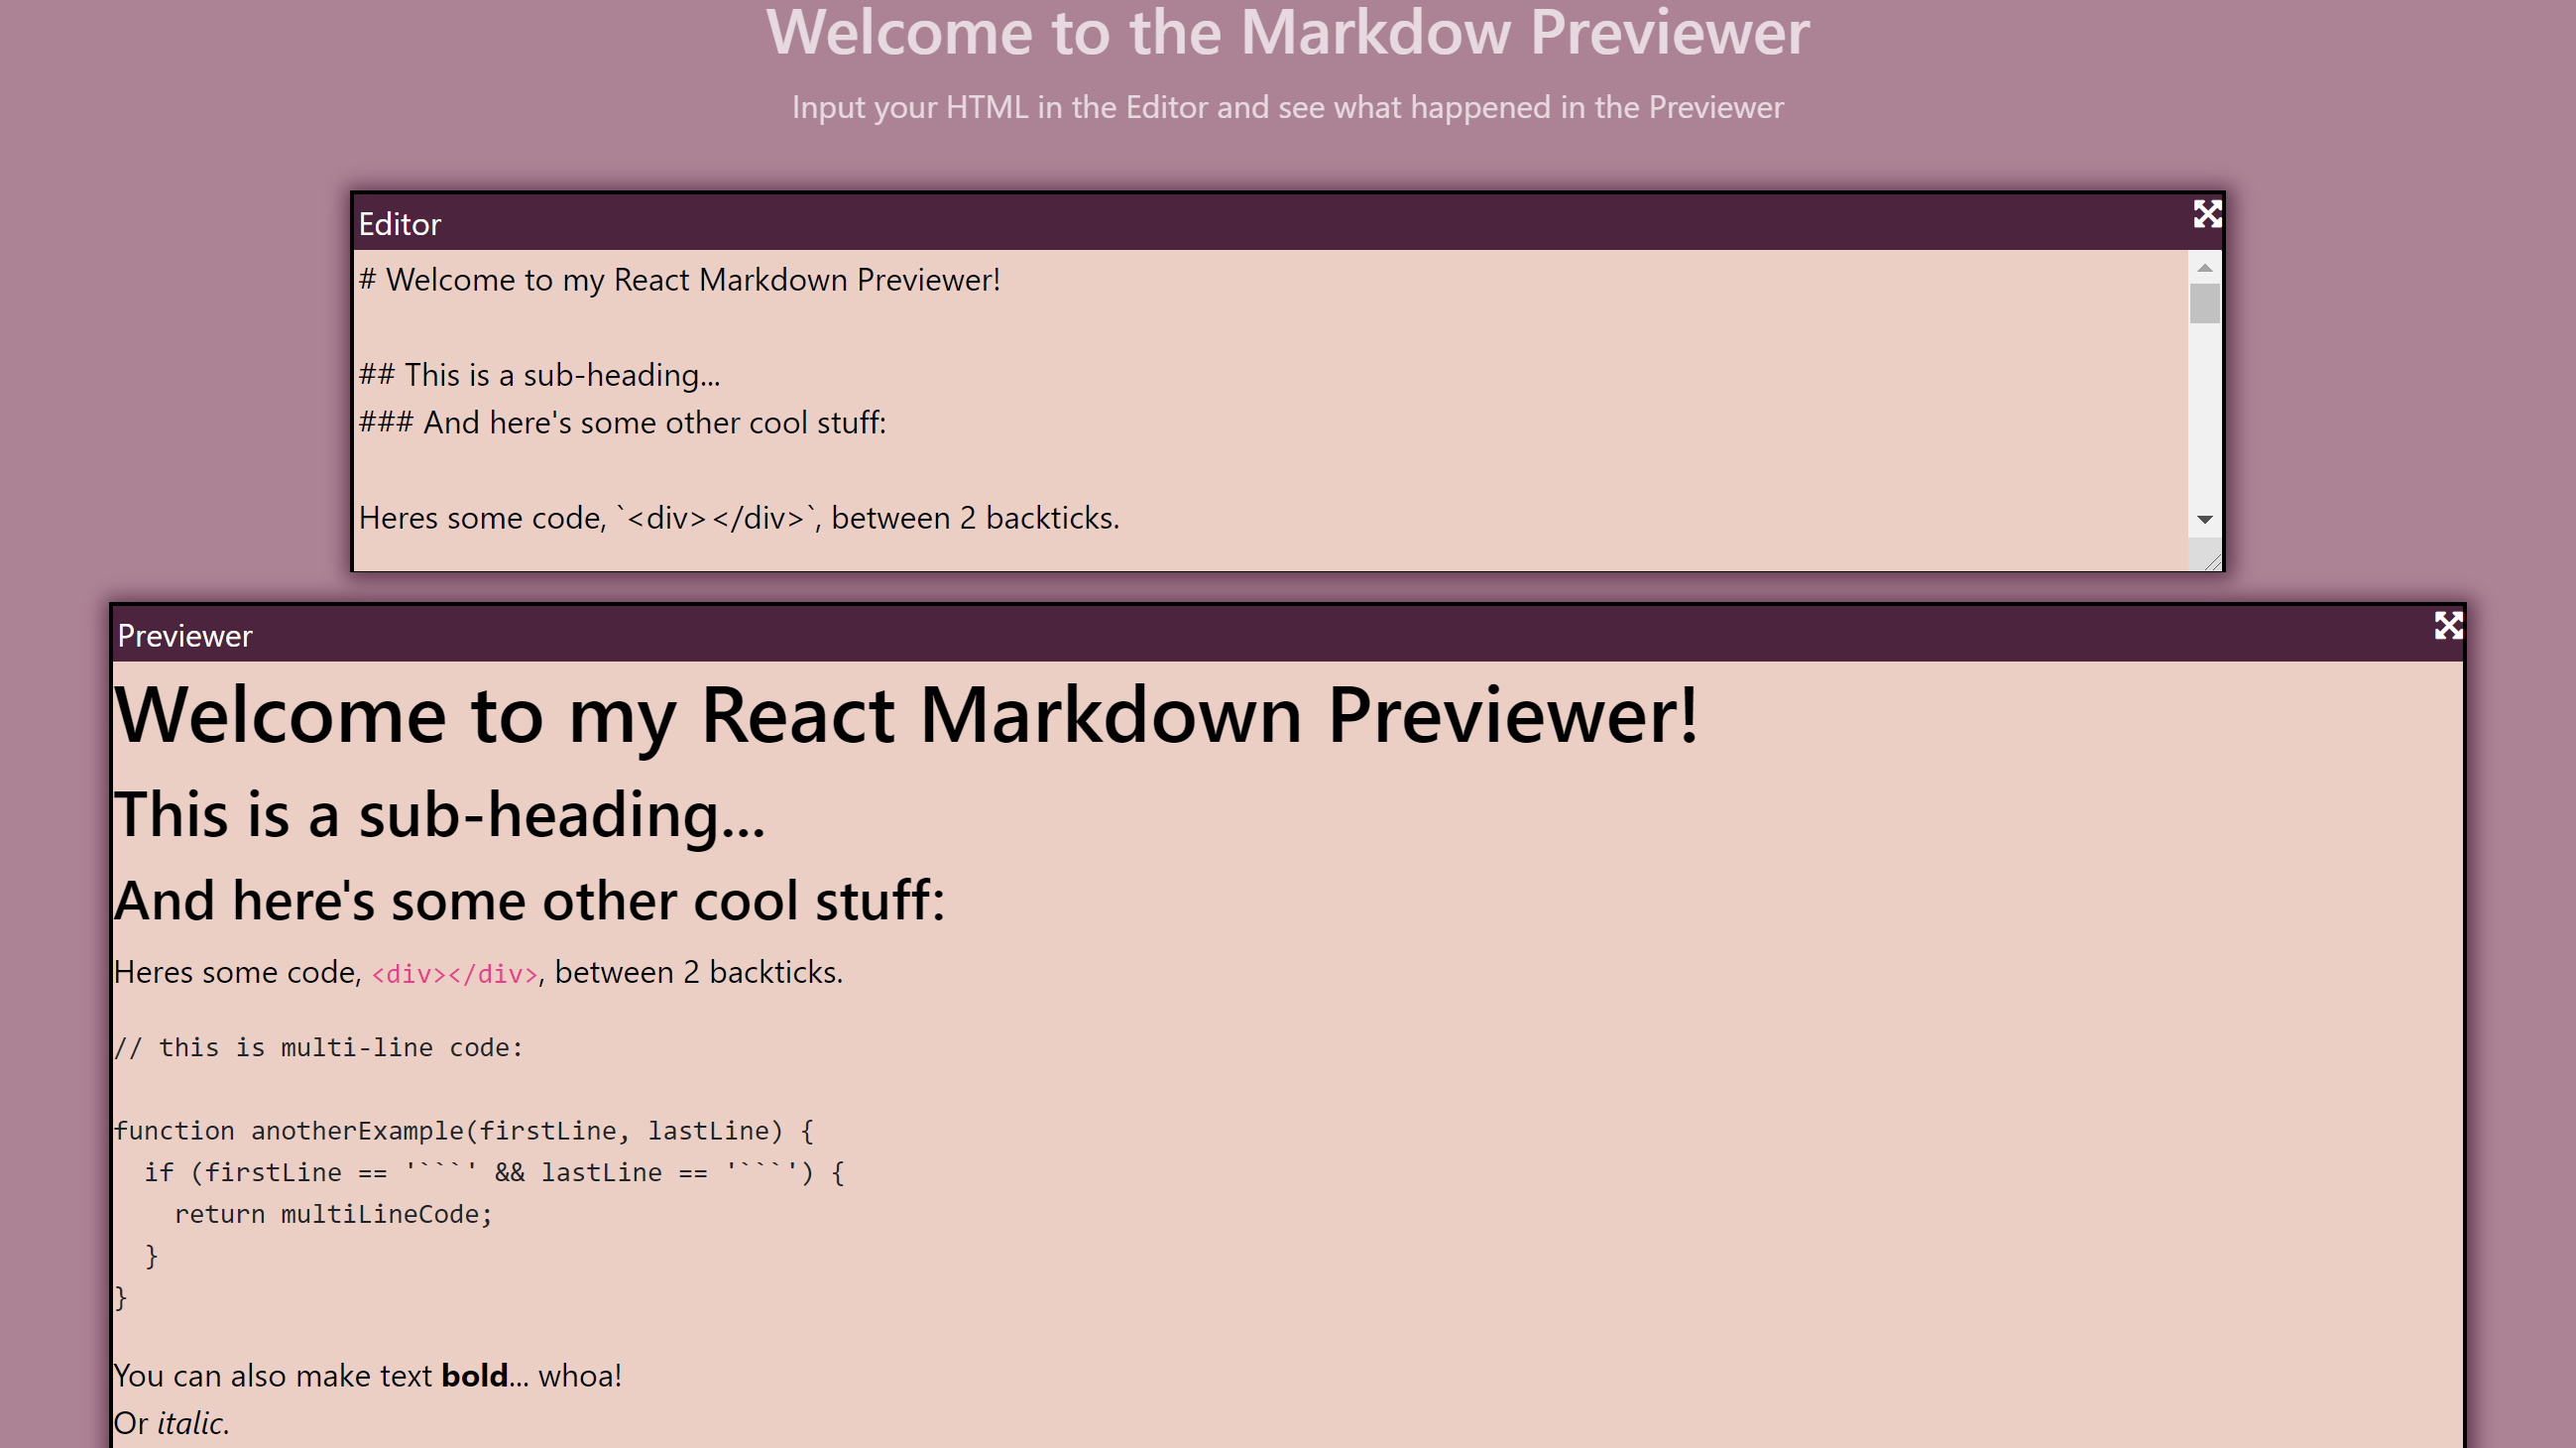 Welcome to the Markdow Previewer
Input your HTML in the Editor and see what happened in the Previewer
Editor
# Welcome to my React Markdown Previewer!
## This is a sub-heading...
### And here's some other cool stuff:
Heres some code, `<div></div>`, between 2 backticks.
Previewer
Welcome to my React Markdown Previewer!
This is a sub-heading...
And here's some other cool stuff:
Heres some code, <div></div>, between 2 backticks.
// this is multi-line code:
function anotherExample(firstLine, lastLine) {
  if (firstLine == '```' && lastLine == '```') {
    return multiLineCode;
  }
}
You can also make text bold... whoa!
Or italic.